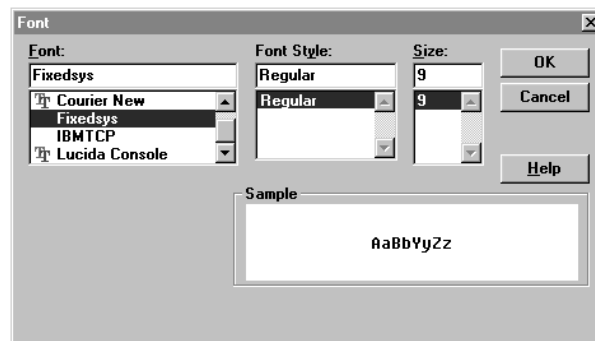 Font
Font:
Font Style:
Size:
Fixedsys
Regular
9
OK
Cancel
Help
Courier New
Fixedsys
IBMTCP
Lucida Console
Regular
9
Sample
AaBbYyZz